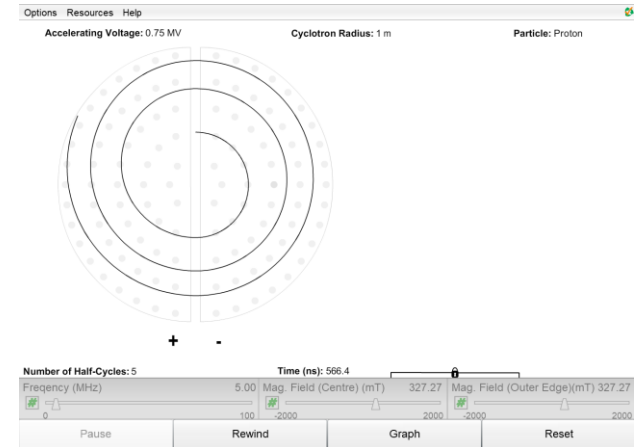 Options Resources Help
Accelerating Voltage: 0.75 MV Cyclotron Radius: 1 m Particle: Proton
+ -
Number of Half-Cycles: 5 Time (ns): 566.4
Freqency (MHz) 5.00 Mag. Field (Centre) (mT) 327.27 Mag. Field (Outer Edge)(mT) 327.27
# # #
0 100 -2000 2000 -2000 2000
Pause Rewind Graph Reset